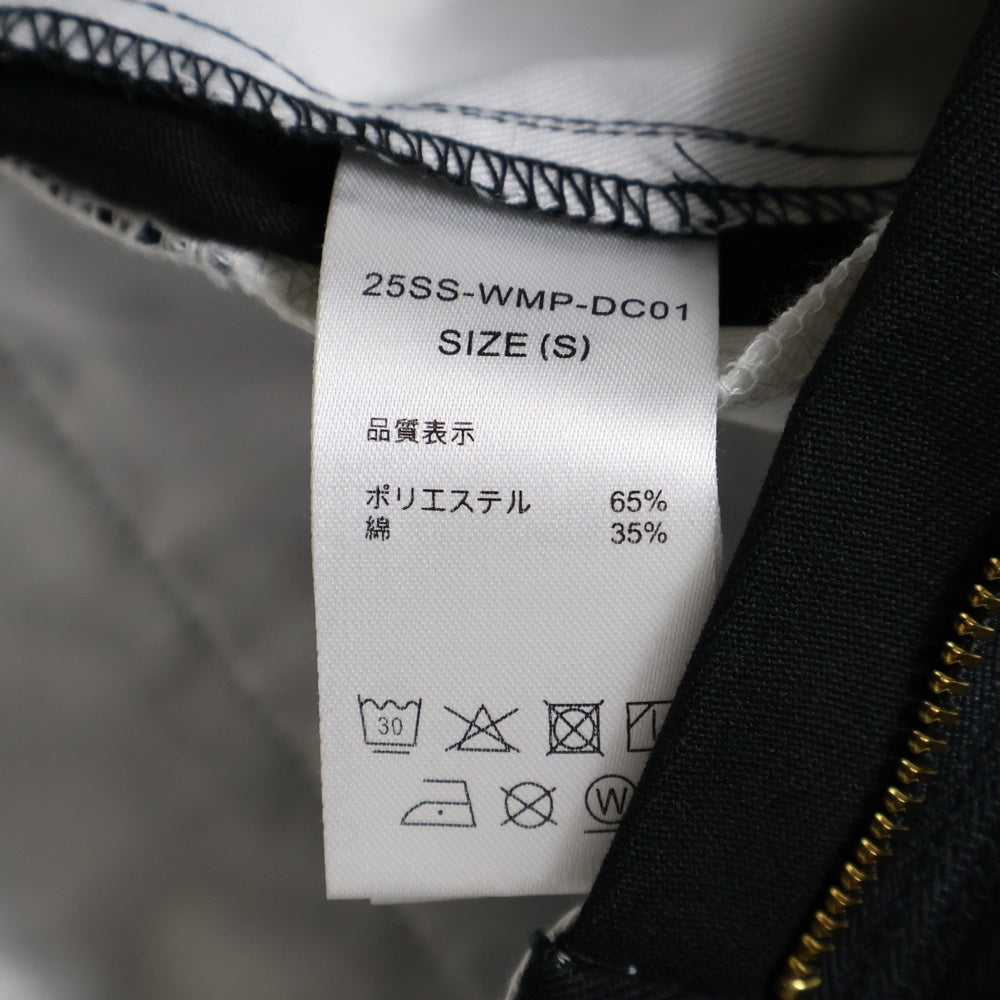 25SS-WMP-DC01
SIZE (S)
品質表示
ポリエステル 65%
綿 35%
30
W